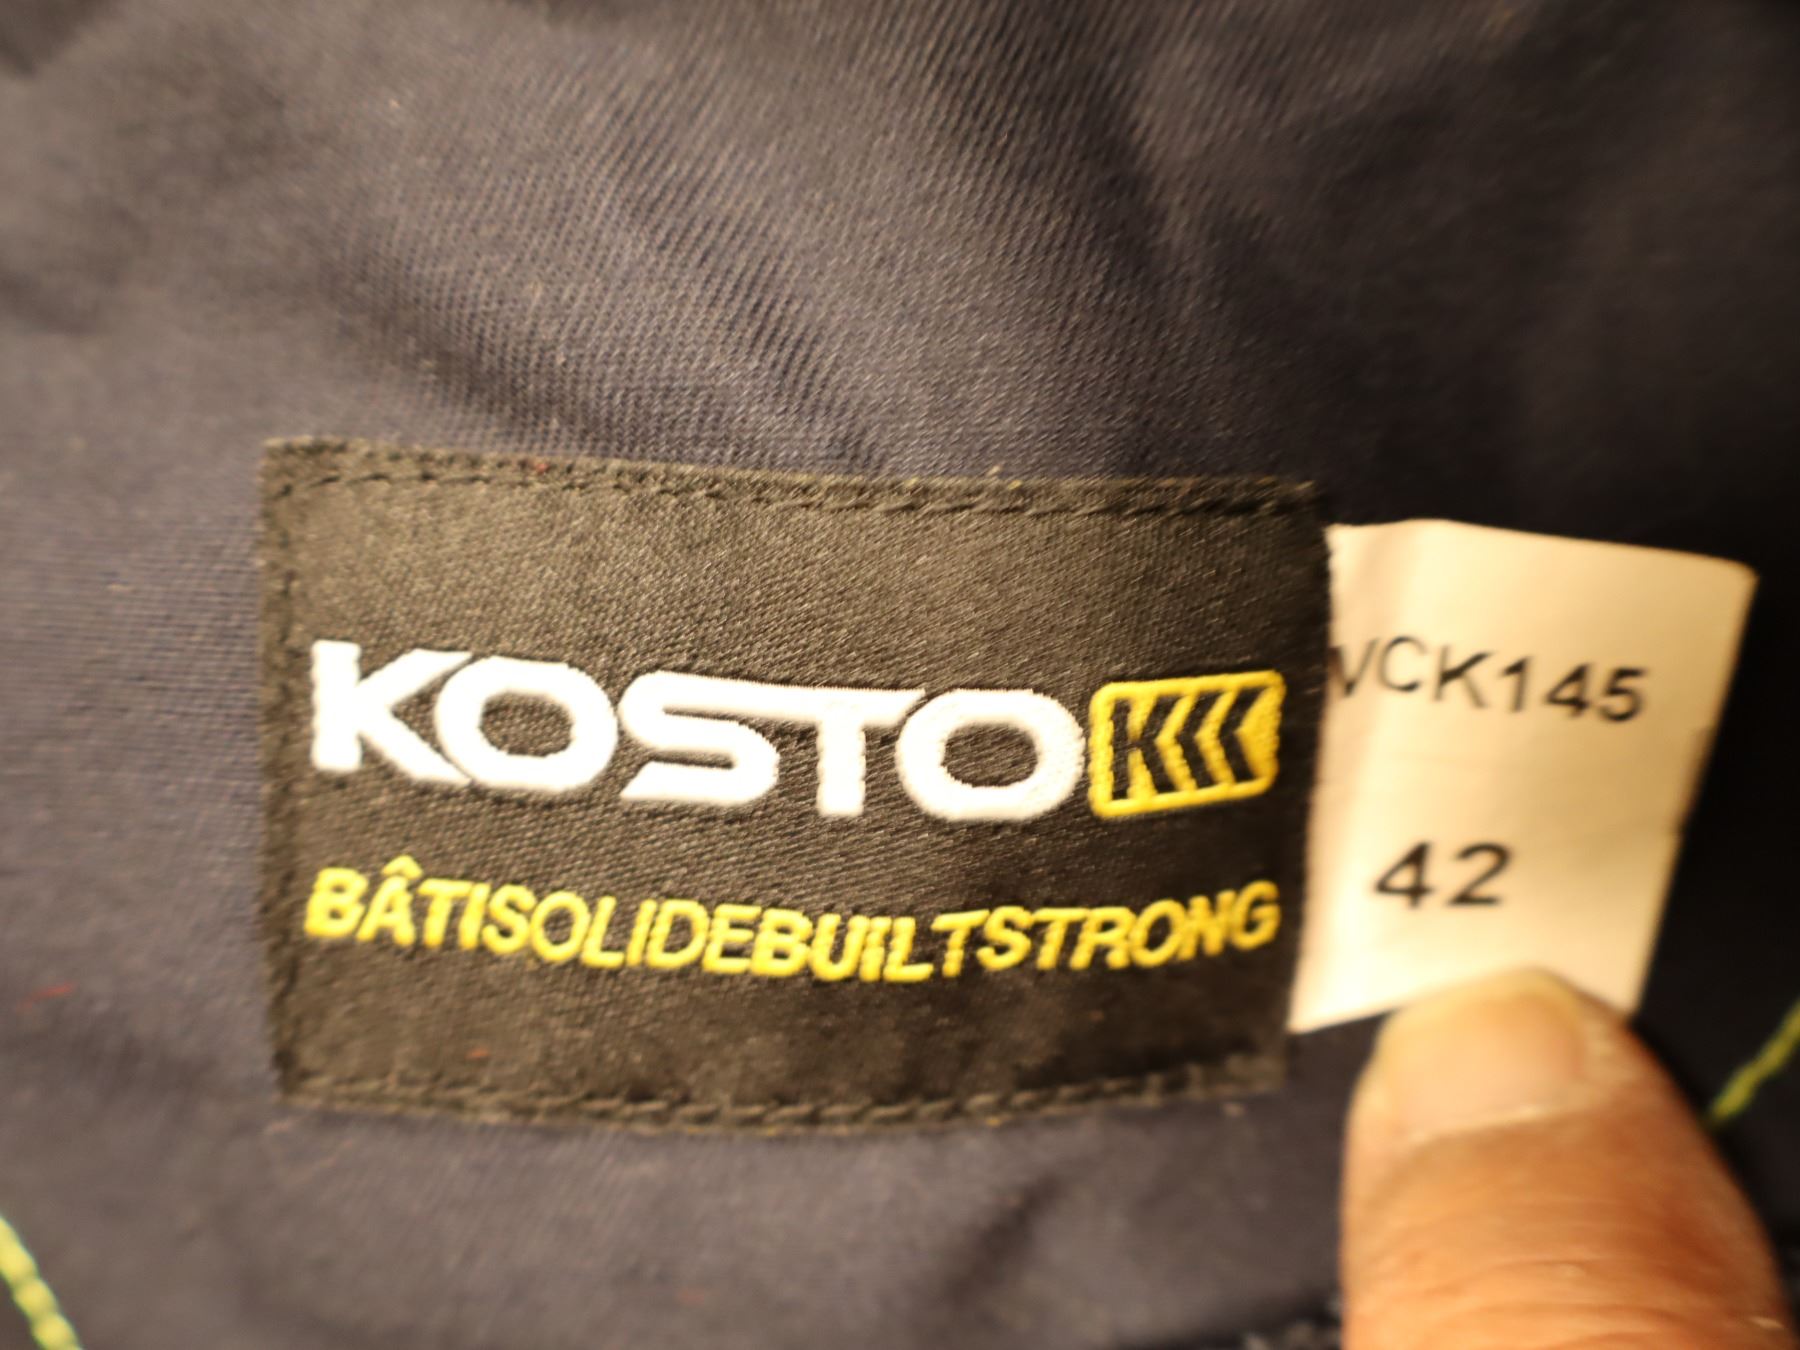 KOSTO K
BÂTISOLIDEBUILTSTRONG
VCK145
42